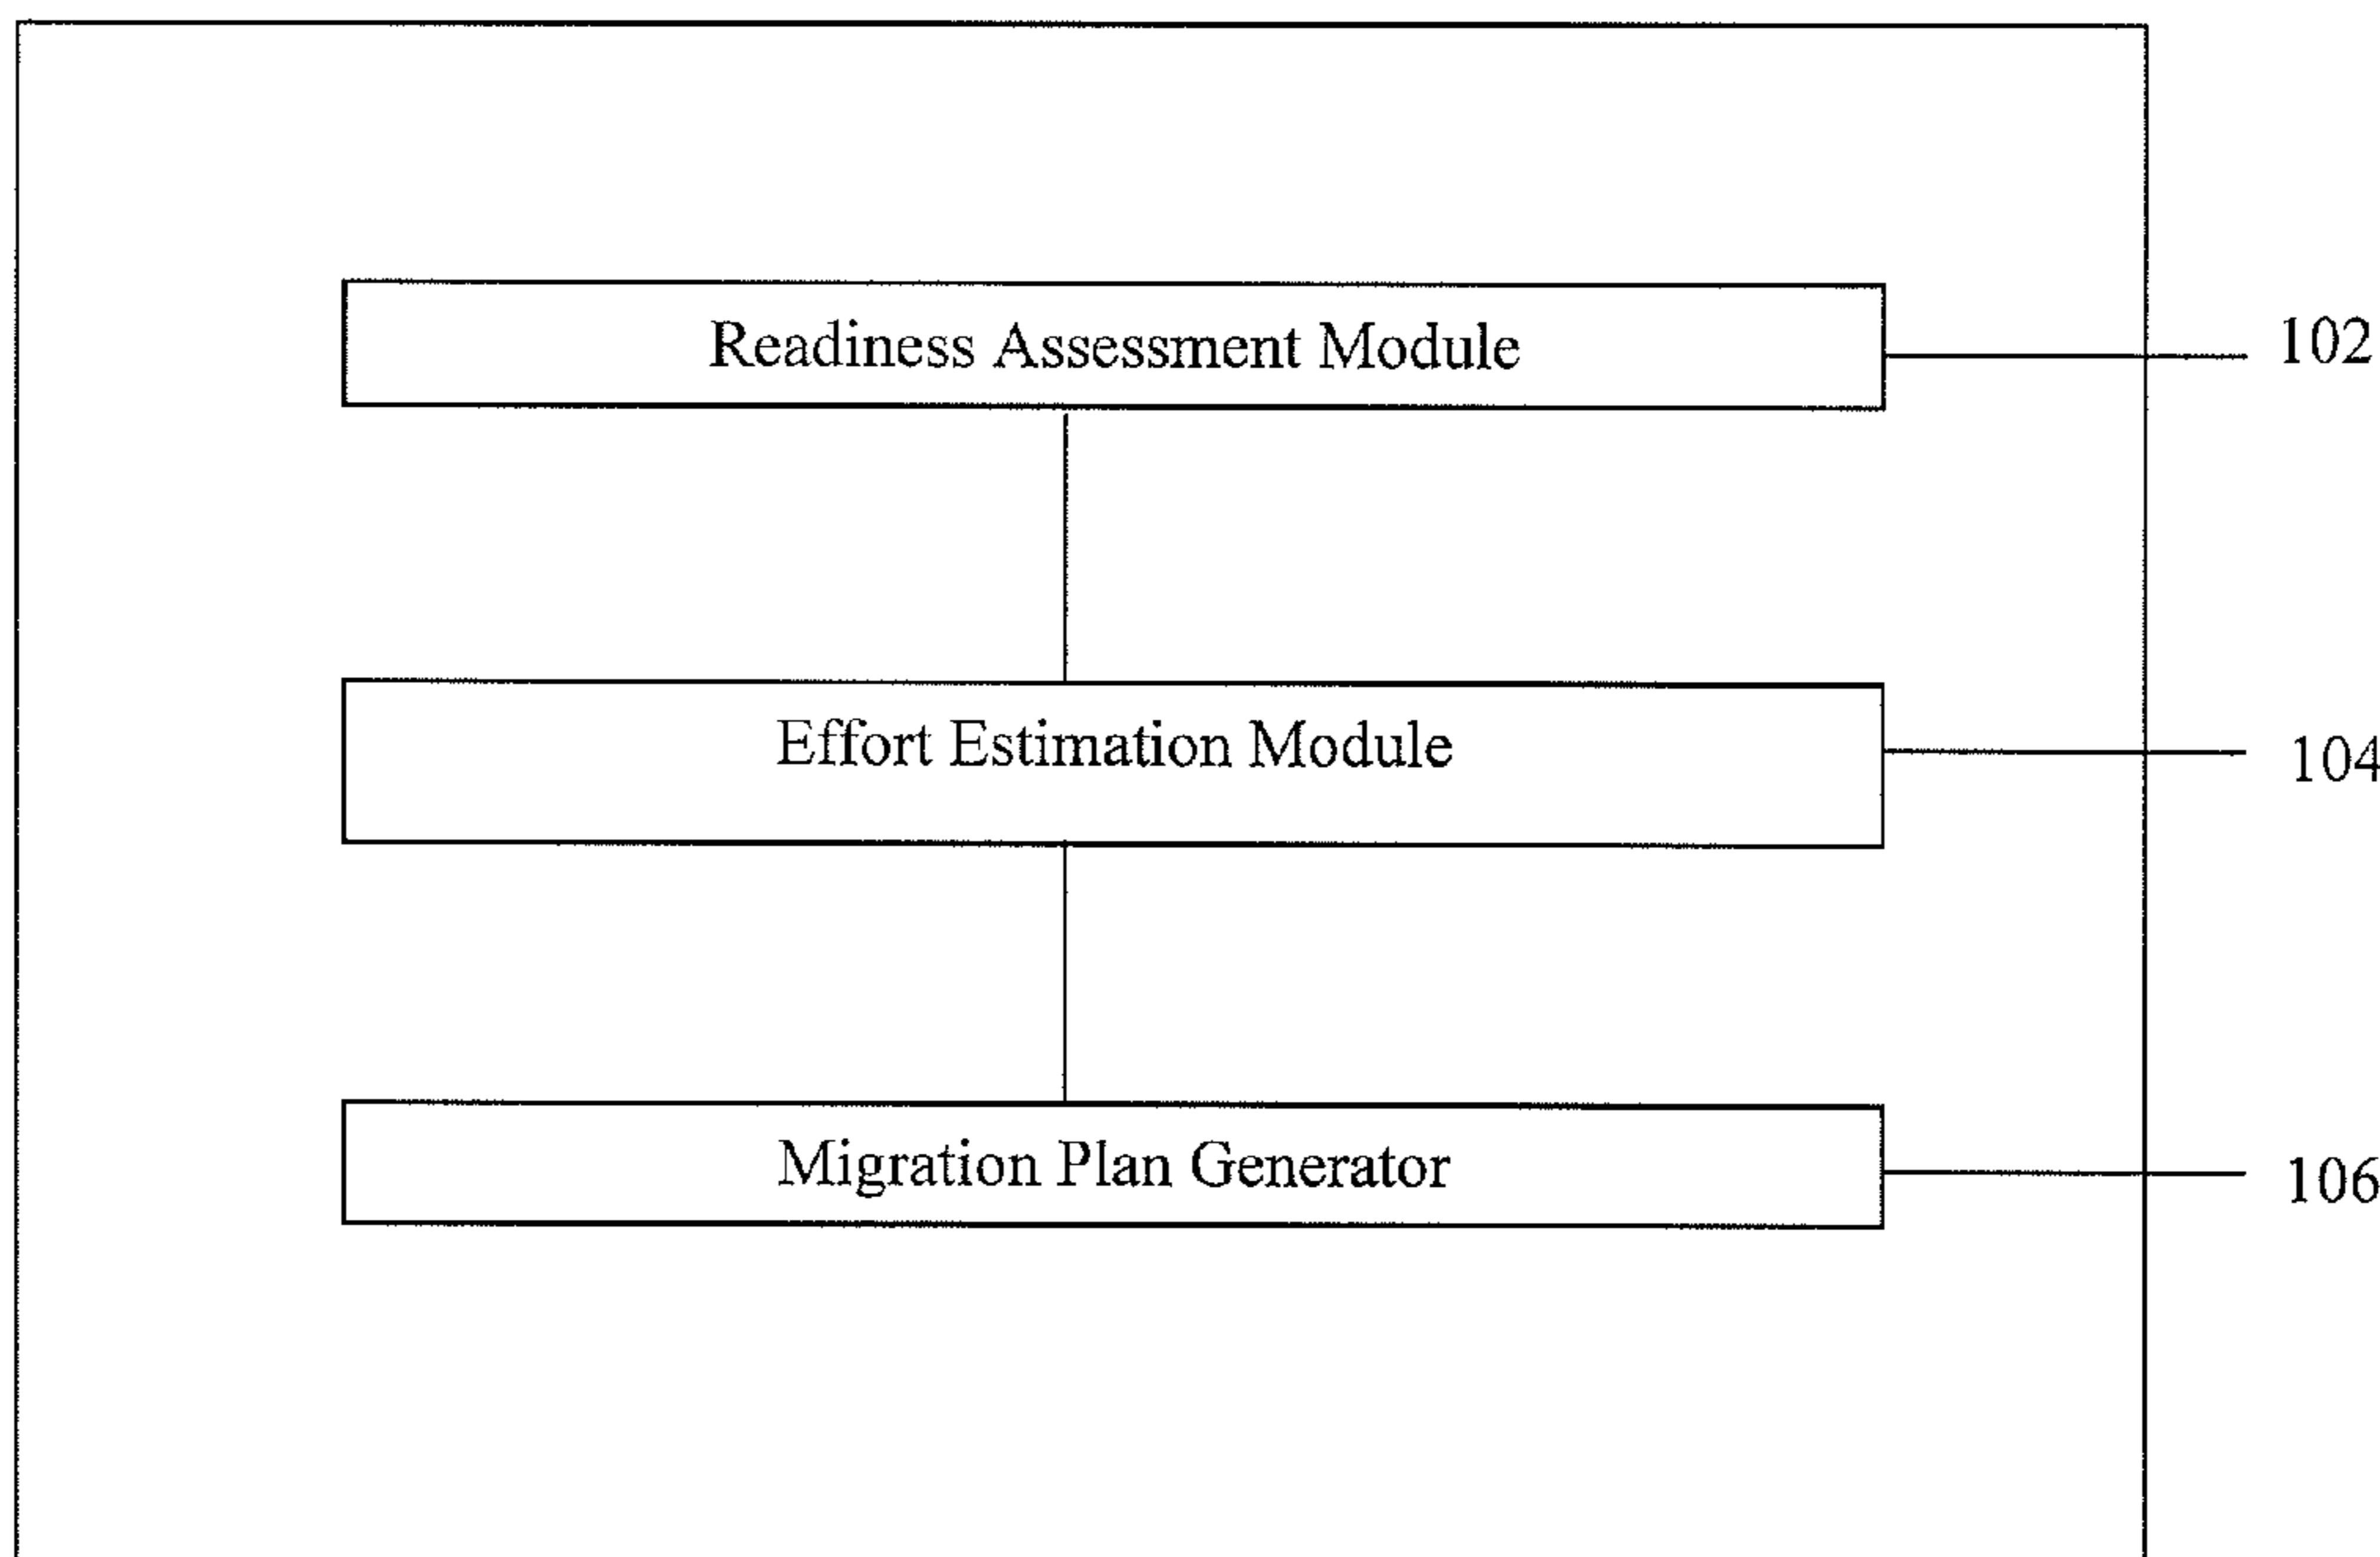 Readiness Assessment Module
102
Effort Estimation Module
104
Migration Plan Generator
106